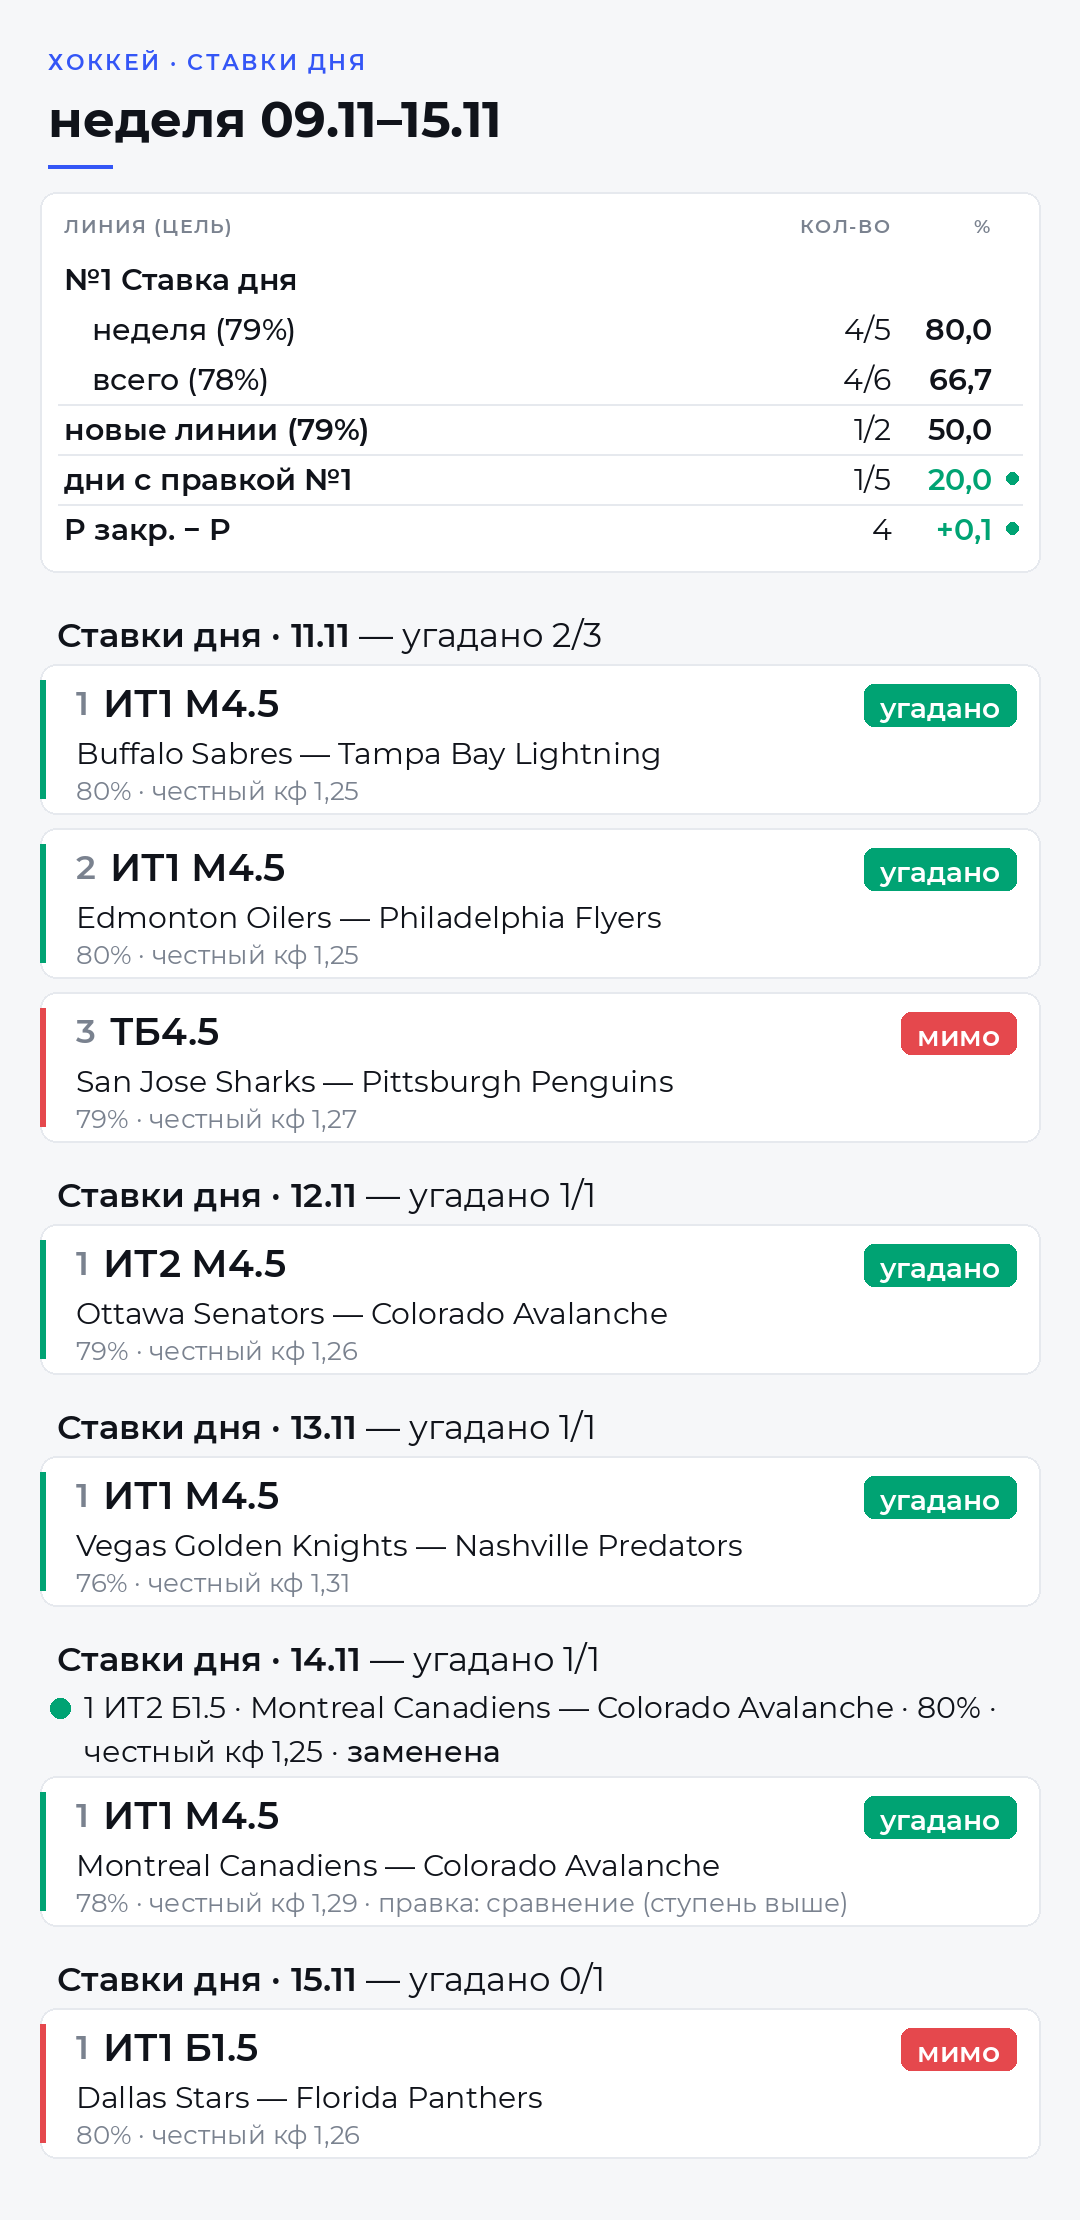 ХОККЕЙ · СТАВКИ ДНЯ
неделя 09.11–15.11
ЛИНИЯ (ЦЕЛЬ) КОЛ-ВО %
№1 Ставка дня
неделя (79%) 4/5 80,0
всего (78%) 4/6 66,7
новые линии (79%) 1/2 50,0
дни с правкой №1 1/5 20,0
Р закр. − Р 4 +0,1
Ставки дня · 11.11 — угадано 2/3
1 ИТ1 М4.5 угадано
Buffalo Sabres — Tampa Bay Lightning
80% · честный кф 1,25
2 ИТ1 М4.5 угадано
Edmonton Oilers — Philadelphia Flyers
80% · честный кф 1,25
3 ТБ4.5 мимо
San Jose Sharks — Pittsburgh Penguins
79% · честный кф 1,27
Ставки дня · 12.11 — угадано 1/1
1 ИТ2 М4.5 угадано
Ottawa Senators — Colorado Avalanche
79% · честный кф 1,26
Ставки дня · 13.11 — угадано 1/1
1 ИТ1 М4.5 угадано
Vegas Golden Knights — Nashville Predators
76% · честный кф 1,31
Ставки дня · 14.11 — угадано 1/1
1 ИТ2 Б1.5 · Montreal Canadiens — Colorado Avalanche · 80% ·
честный кф 1,25 · заменена
1 ИТ1 М4.5 угадано
Montreal Canadiens — Colorado Avalanche
78% · честный кф 1,29 · правка: сравнение (ступень выше)
Ставки дня · 15.11 — угадано 0/1
1 ИТ1 Б1.5 мимо
Dallas Stars — Florida Panthers
80% · честный кф 1,26